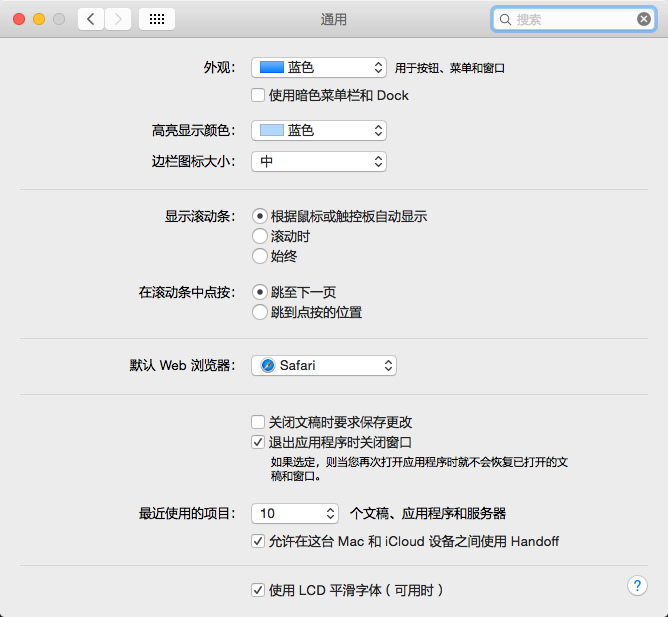 通用
搜索
外观： 蓝色 用于按钮、菜单和窗口
使用暗色菜单栏和 Dock
高亮显示颜色： 蓝色
边栏图标大小： 中
显示滚动条： 根据鼠标或触控板自动显示
滚动时
始终
在滚动条中点按： 跳至下一页
跳到点按的位置
默认 Web 浏览器： Safari
关闭文稿时要求保存更改
退出应用程序时关闭窗口
如果选定，则当您再次打开应用程序时就不会恢复已打开的文
稿和窗口。
最近使用的项目： 10 个文稿、应用程序和服务器
允许在这台 Mac 和 iCloud 设备之间使用 Handoff
使用 LCD 平滑字体（可用时）
?